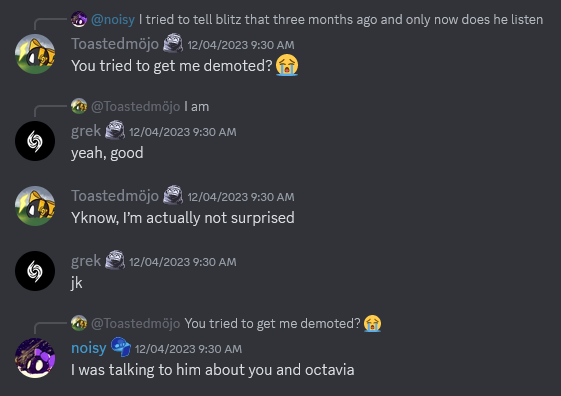 @noisy I tried to tell blitz that three months ago and only now does he listen
Toastedmöjo 12/04/2023 9:30 AM
You tried to get me demoted? 😭
@Toastedmöjo I am
grek 12/04/2023 9:30 AM
yeah, good
Toastedmöjo 12/04/2023 9:30 AM
Yknow, I’m actually not surprised
grek 12/04/2023 9:30 AM
jk
@Toastedmöjo You tried to get me demoted? 😭
noisy 12/04/2023 9:30 AM
I was talking to him about you and octavia